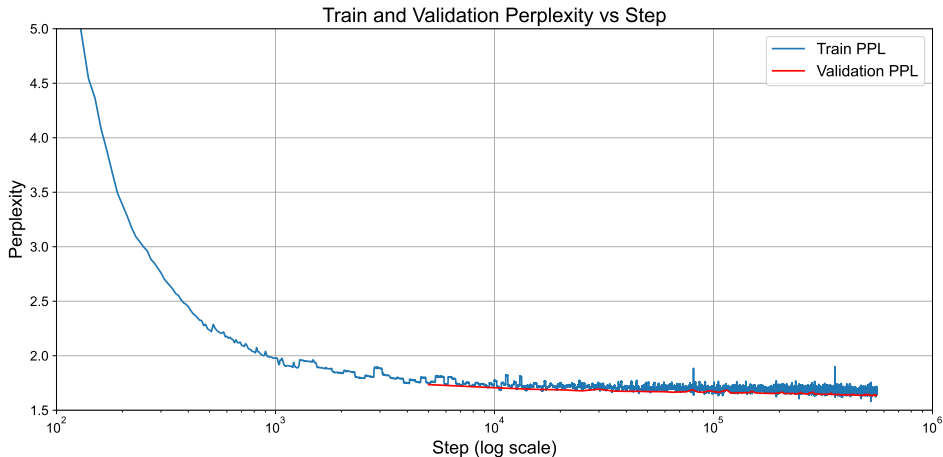 Train and Validation Perplexity vs Step
Train PPL
Validation PPL
Perplexity
5.0
4.5
4.0
3.5
3.0
2.5
2.0
1.5
10^2
10^3
10^4
10^5
10^6
Step (log scale)